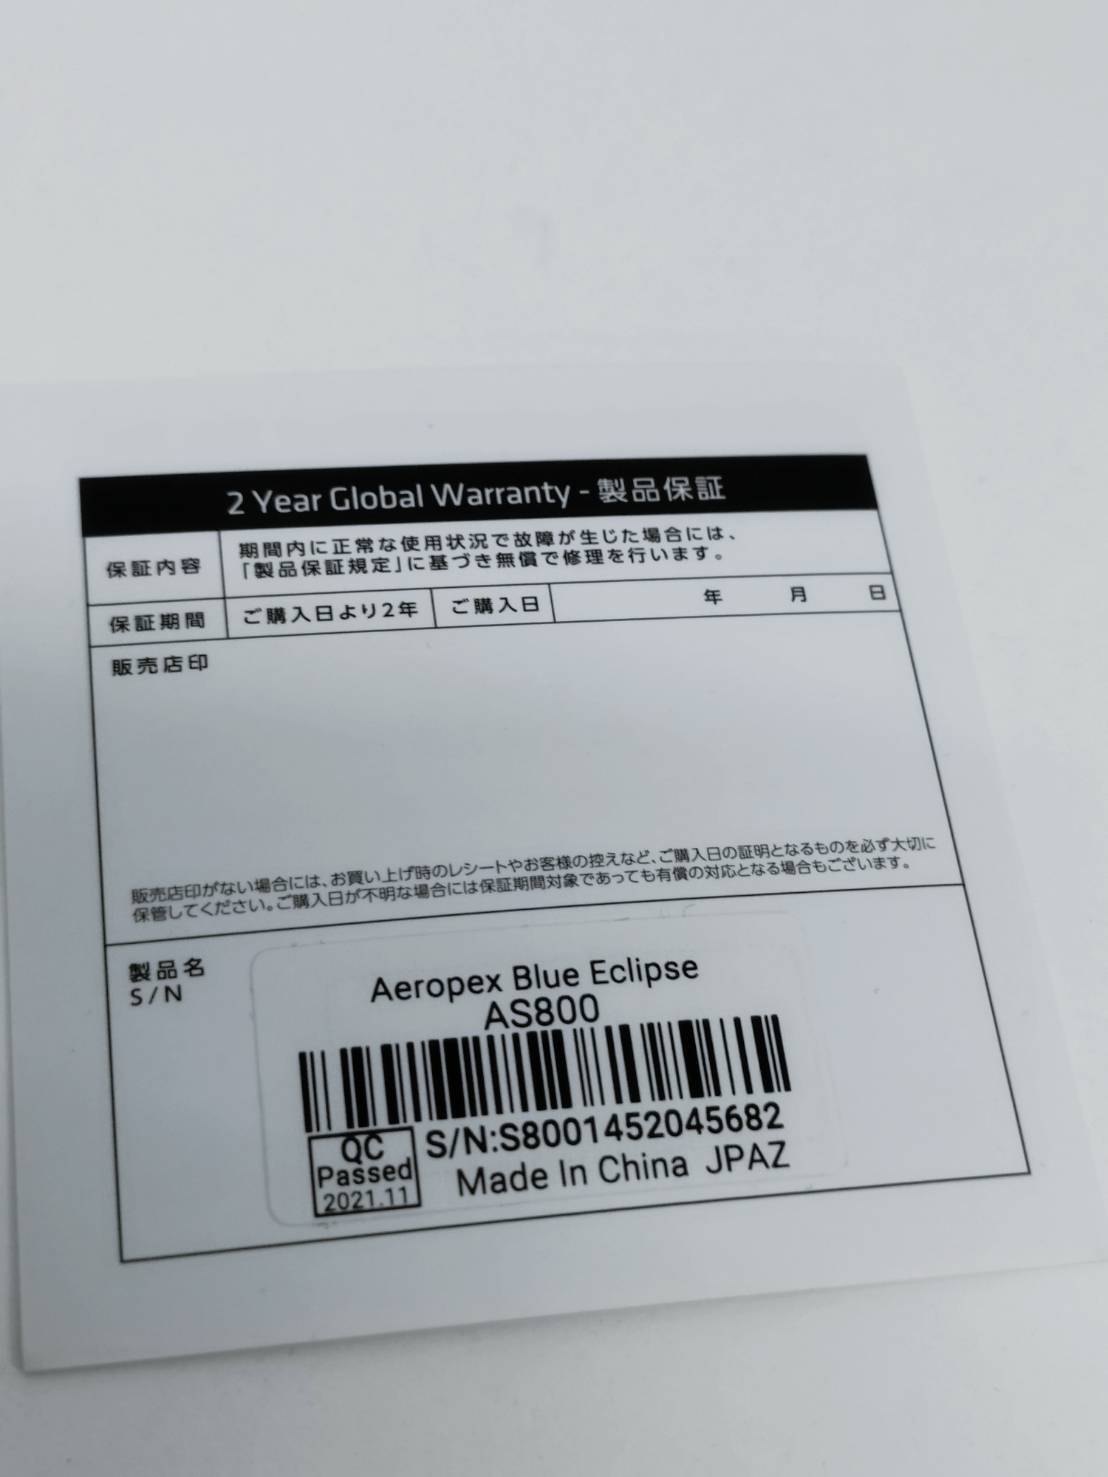 2 Year Global Warranty - 製品保証
保証内容
期間内に正常な使用状況で故障が生じた場合には、
「製品保証規定」に基づき無償で修理を行います。
保証期間 ご購入日より2年 ご購入日 年 月 日
販売店印
販売店印がない場合には、お買い上げ時のレシートやお客様の控えなど、ご購入日の証明となるものを必ず大切に
保管してください。ご購入日が不明な場合には保証期間対象であっても有償の対応となる場合もございます。
製品名
S/N
Aeropex Blue Eclipse
AS800
QC
Passed
2021.11
S/N:S8001452045682
Made In China JPAZ